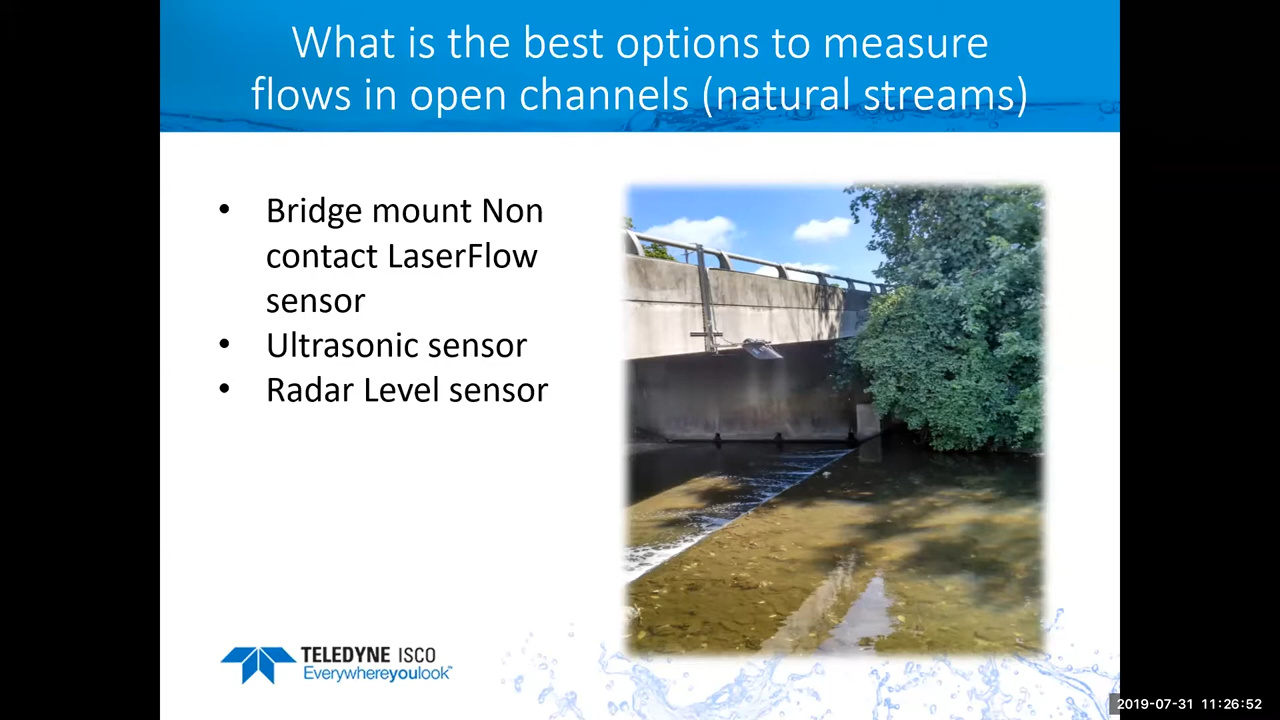 What is the best options to measure
flows in open channels (natural streams)
• Bridge mount Non
contact LaserFlow
sensor
• Ultrasonic sensor
• Radar Level sensor
TELEDYNE ISCO
Everywhereyoulook™
2019-07-31 11:26:52